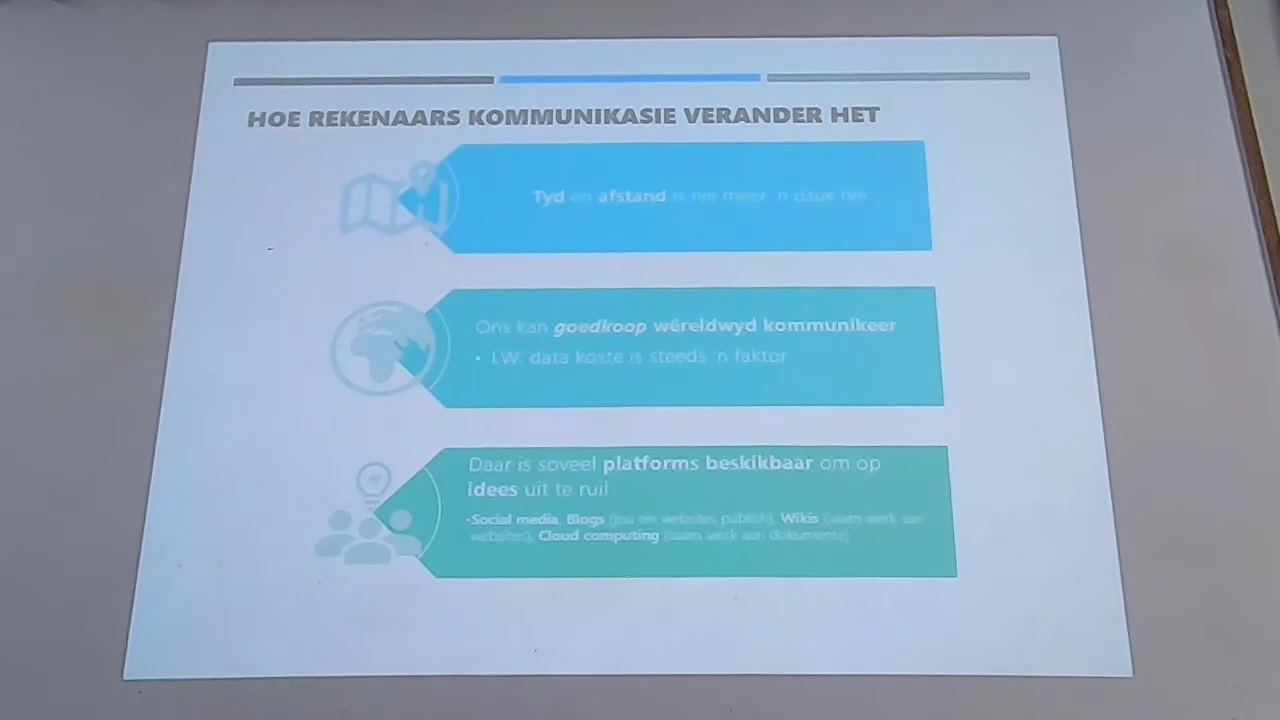 HOE REKENAARS KOMMUNIKASIE VERANDER HET
Tyd en afstand is nie meer 'n issue nie
Ons kan goedkoop wêreldwyd kommunikeer
• LW: data koste is steeds 'n faktor
Daar is soveel platforms beskikbaar om op
idees uit te ruil
•Social media, Blogs (jou eie websites publish), Wikis (saam werk aan
websites), Cloud computing (saam werk aan dokumente)